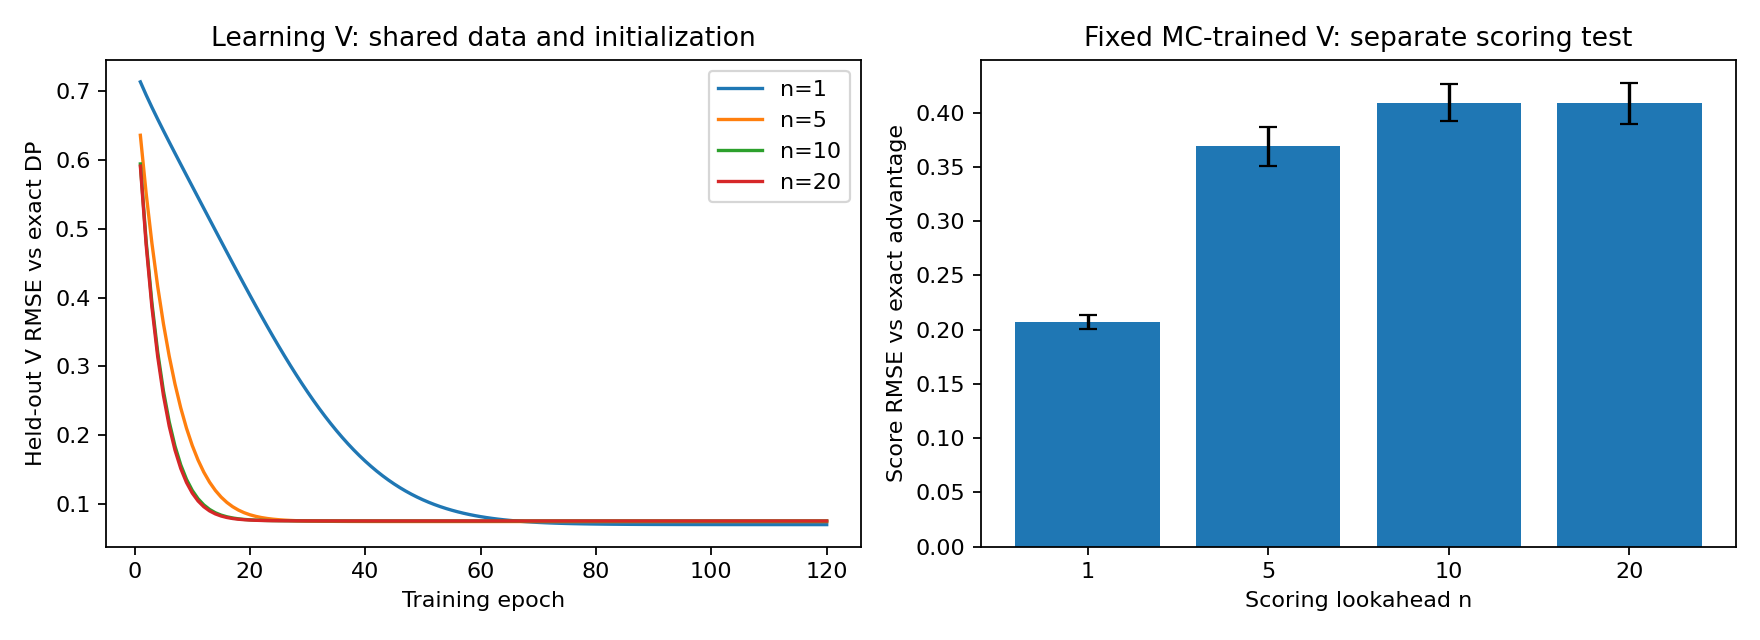 Learning V: shared data and initialization
Held-out V RMSE vs exact DP
0.7
0.6
0.5
0.4
0.3
0.2
0.1
n=1
n=5
n=10
n=20
0 20 40 60 80 100 120
Training epoch
Fixed MC-trained V: separate scoring test
Score RMSE vs exact advantage
0.40
0.35
0.30
0.25
0.20
0.15
0.10
0.05
0.00
1 5 10 20
Scoring lookahead n